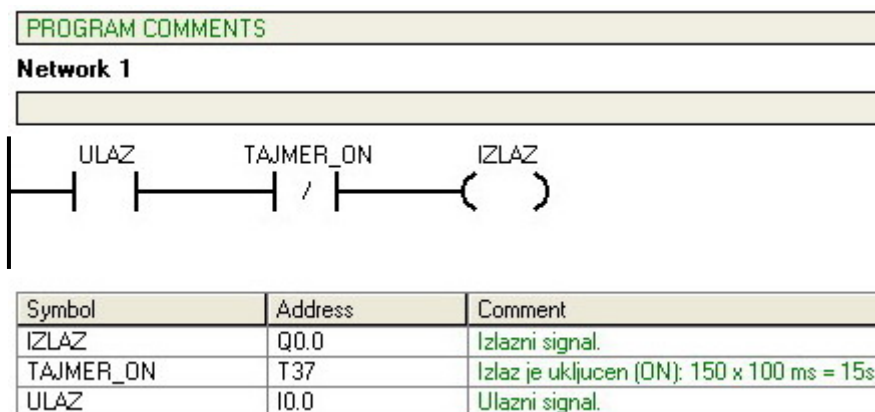 PROGRAM COMMENTS
Network 1
ULAZ TAJMER_ON IZLAZ
/
Symbol Address Comment
IZLAZ Q0.0 Izlazni signal.
TAJMER_ON T37 Izlaz je ukljucen (ON): 150 x 100 ms = 15s
ULAZ I0.0 Ulazni signal.